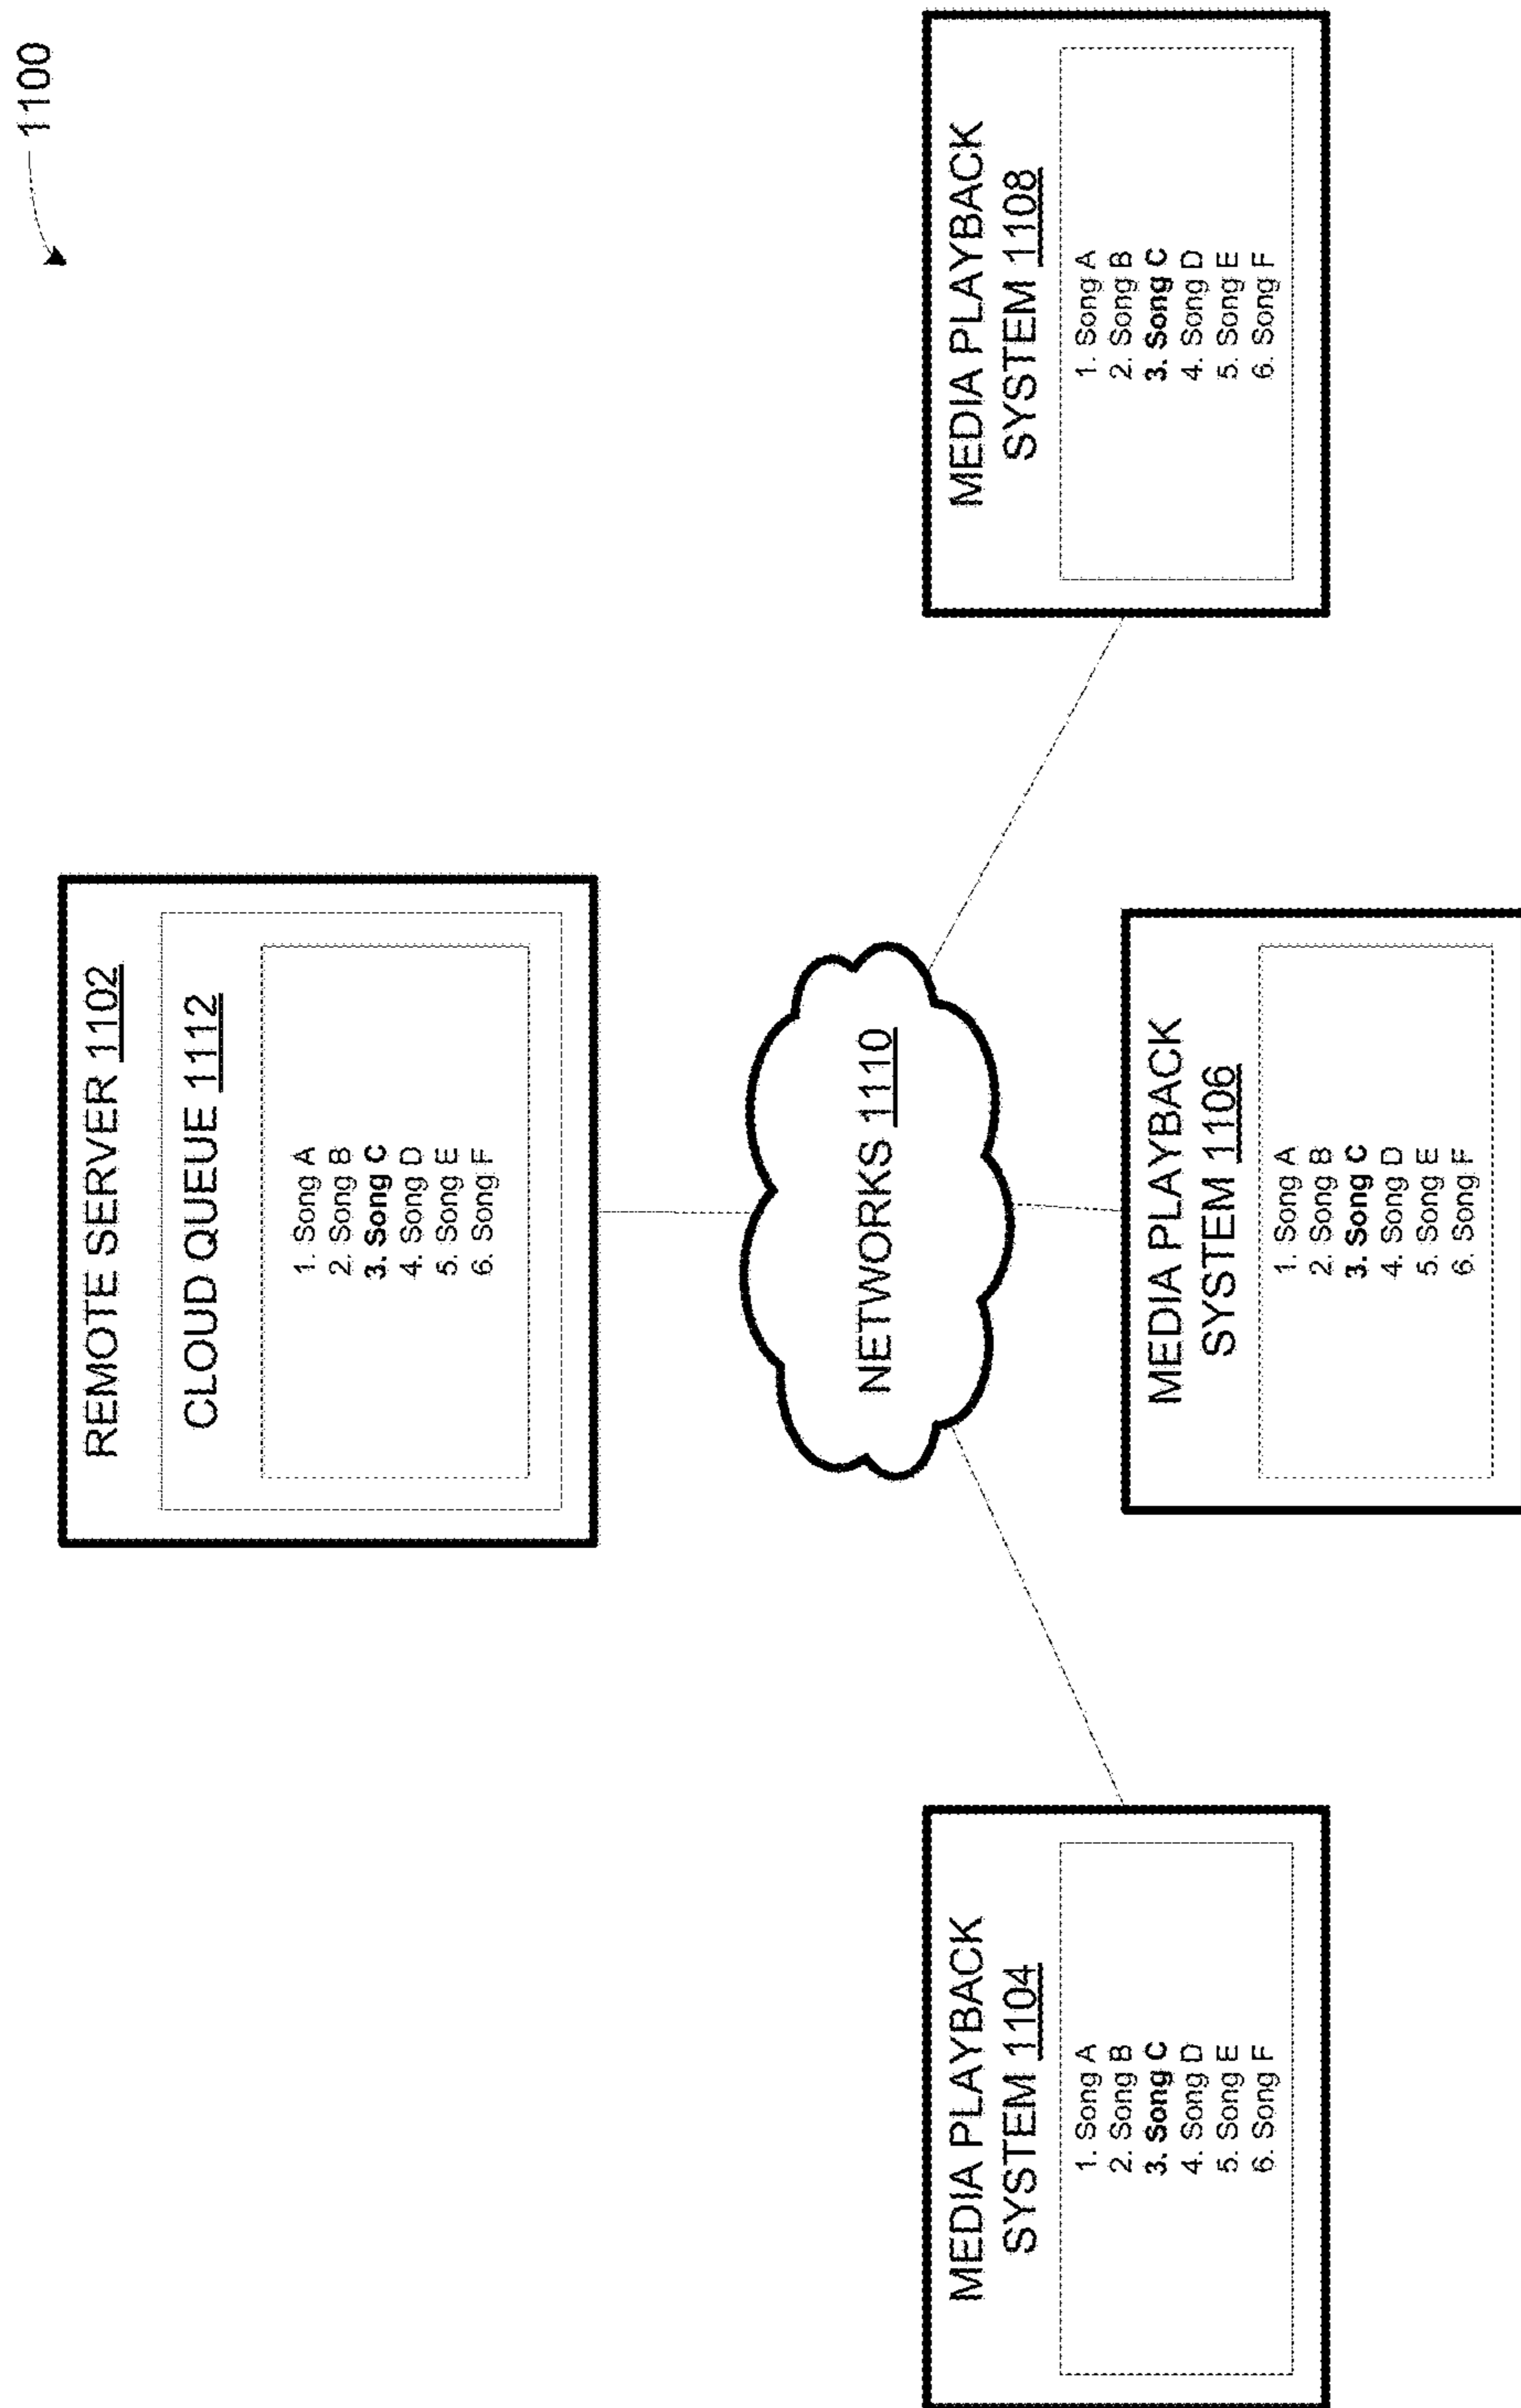 1100
REMOTE SERVER 1102
CLOUD QUEUE 1112
1. Song A
2. Song B
3. Song C
4. Song D
5. Song E
6. Song F
NETWORKS 1110
MEDIA PLAYBACK
SYSTEM 1104
1. Song A
2. Song B
3. Song C
4. Song D
5. Song E
6. Song F
MEDIA PLAYBACK
SYSTEM 1106
1. Song A
2. Song B
3. Song C
4. Song D
5. Song E
6. Song F
MEDIA PLAYBACK
SYSTEM 1108
1. Song A
2. Song B
3. Song C
4. Song D
5. Song E
6. Song F